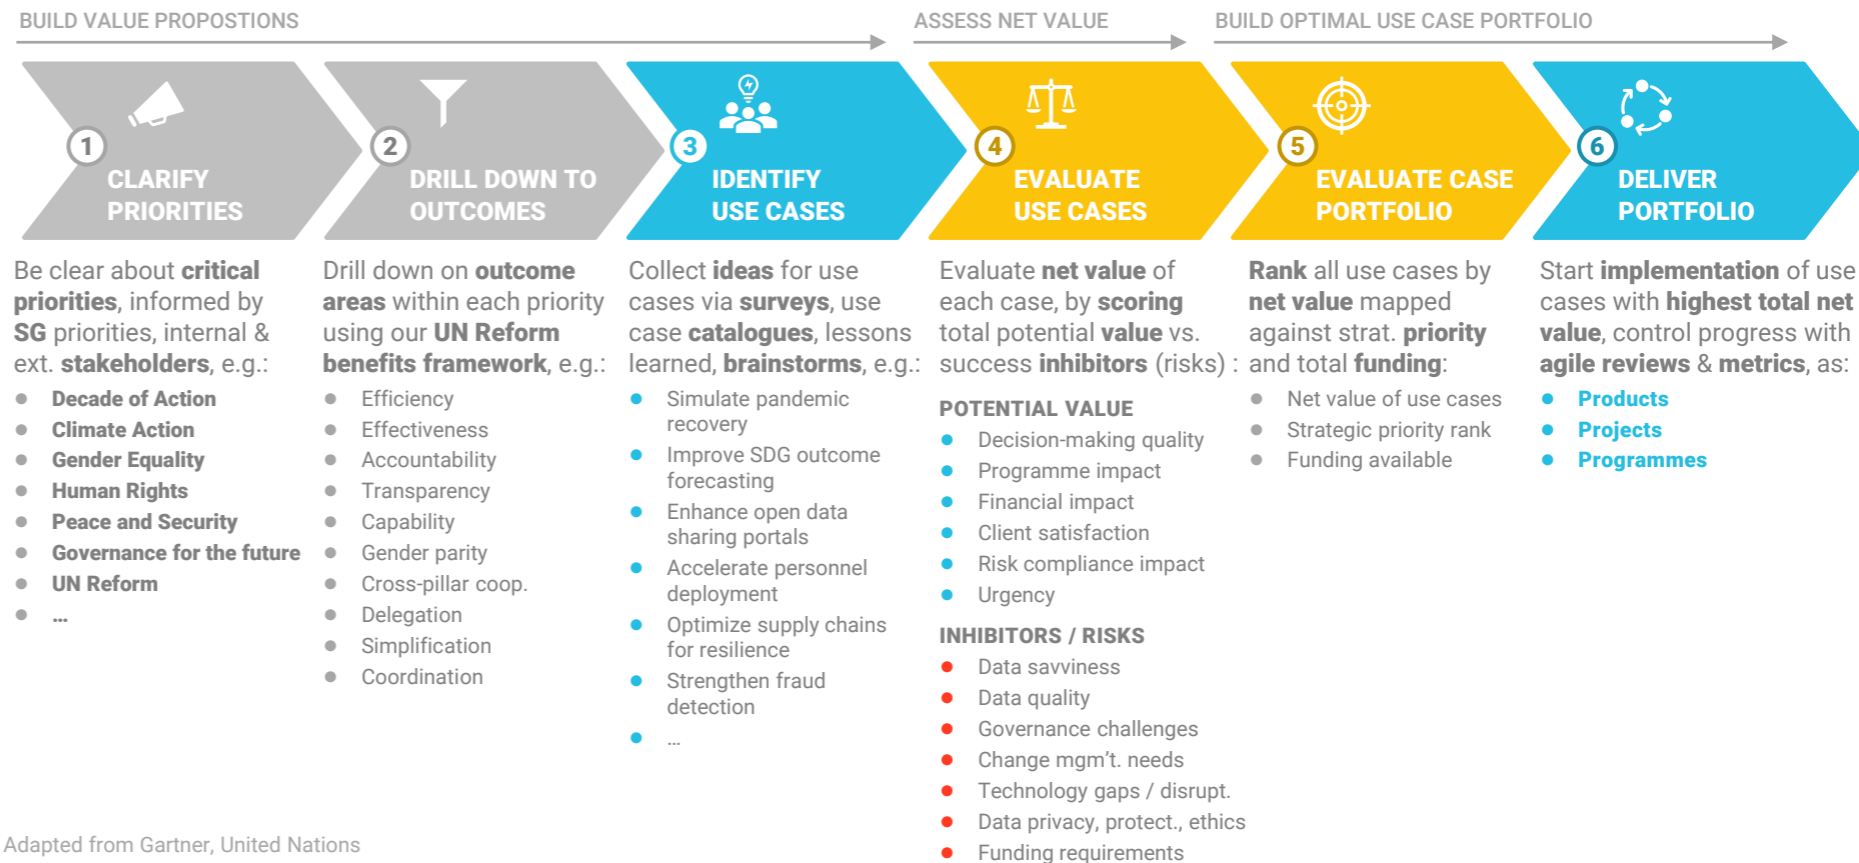 BUILD VALUE PROPOSTIONS
ASSESS NET VALUE
BUILD OPTIMAL USE CASE PORTFOLIO
1
CLARIFY
PRIORITIES
2
DRILL DOWN TO
OUTCOMES
3
IDENTIFY
USE CASES
4
EVALUATE
USE CASES
5
EVALUATE CASE
PORTFOLIO
6
DELIVER
PORTFOLIO
Be clear about critical
priorities, informed by
SG priorities, internal &
ext. stakeholders, e.g.:
Decade of Action
Climate Action
Gender Equality
Human Rights
Peace and Security
Governance for the future
UN Reform
...
Drill down on outcome
areas within each priority
using our UN Reform
benefits framework, e.g.:
Efficiency
Effectiveness
Accountability
Transparency
Capability
Gender parity
Cross-pillar coop.
Delegation
Simplification
Coordination
Collect ideas for use
cases via surveys, use
case catalogues, lessons
learned, brainstorms, e.g.:
Simulate pandemic
recovery
Improve SDG outcome
forecasting
Enhance open data
sharing portals
Accelerate personnel
deployment
Optimize supply chains
for resilience
Strengthen fraud
detection
...
Evaluate net value of
each case, by scoring
total potential value vs.
success inhibitors (risks) :
POTENTIAL VALUE
Decision-making quality
Programme impact
Financial impact
Client satisfaction
Risk compliance impact
Urgency
INHIBITORS / RISKS
Data savviness
Data quality
Governance challenges
Change mgm't. needs
Technology gaps / disrupt.
Data privacy, protect., ethics
Funding requirements
Rank all use cases by
net value mapped
against strat. priority
and total funding:
Net value of use cases
Strategic priority rank
Funding available
Start implementation of use
cases with highest total net
value, control progress with
agile reviews & metrics, as:
Products
Projects
Programmes
Adapted from Gartner, United Nations